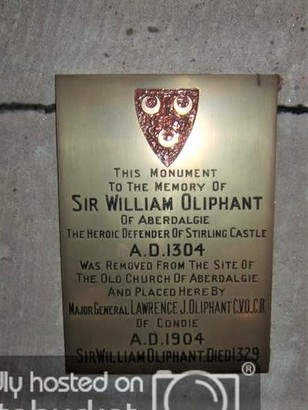 THIS MONUMENT
TO THE MEMORY OF
SIR WILLIAM OLIPHANT
OF ABERDALGIE
THE HEROIC DEFENDER OF STIRLING CASTLE
A.D.1304
WAS REMOVED FROM THE SITE OF
THE OLD CHURCH OF ABERDALGIE
AND PLACED HERE BY
MAJOR GENERAL LAWRENCE J. OLIPHANT C.V.O., C.B.
OF CONDIE
A.D.1904
SIR WILLIAM OLIPHANT, DIED 1329
lly hosted on
®